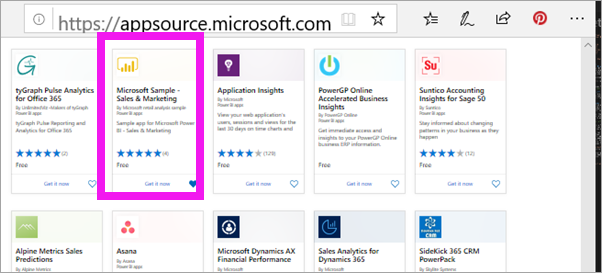 https://appsource.microsoft.com
tyGraph Pulse Analytics
for Office 365
By UnlimitedViz -Makers of tyGraph
Power BI apps
tyGraph Pulse Reporting and
Analytics for Office 365
(2)
Free
Get it now
Microsoft Sample -
Sales & Marketing
By Microsoft retail analysis sample
Power BI apps
Sample app for Microsoft Power
BI - Sales & Marketing
(4)
Free
Get it now
Application Insights
By Microsoft
Power BI apps
View your web application's
users, sessions and views for the
last 30 days on time charts and
(129)
Free
Get it now
PowerGP Online
Accelerated Business
Insights
By PowerGP Online
Power BI apps
Get immediate access and
insights to your PowerGP Online
business ERP information.
Free
Get it now
Su
Suntico Accounting
Insights for Sage 50
By Suntico
Power BI apps
Stay informed about changing
patterns in your business as
they happen
(12)
Free
Get it now
Alpine Metrics Sales
Predictions
By Alpine Metrics
Asana
By Asana
Power BI apps
Microsoft Dynamics AX
Financial Performance
By Microsoft
Sales Analytics for
Dynamics 365
By Microsoft
CRM
SideKick 365 CRM
PowerPack
By Skylite Systems